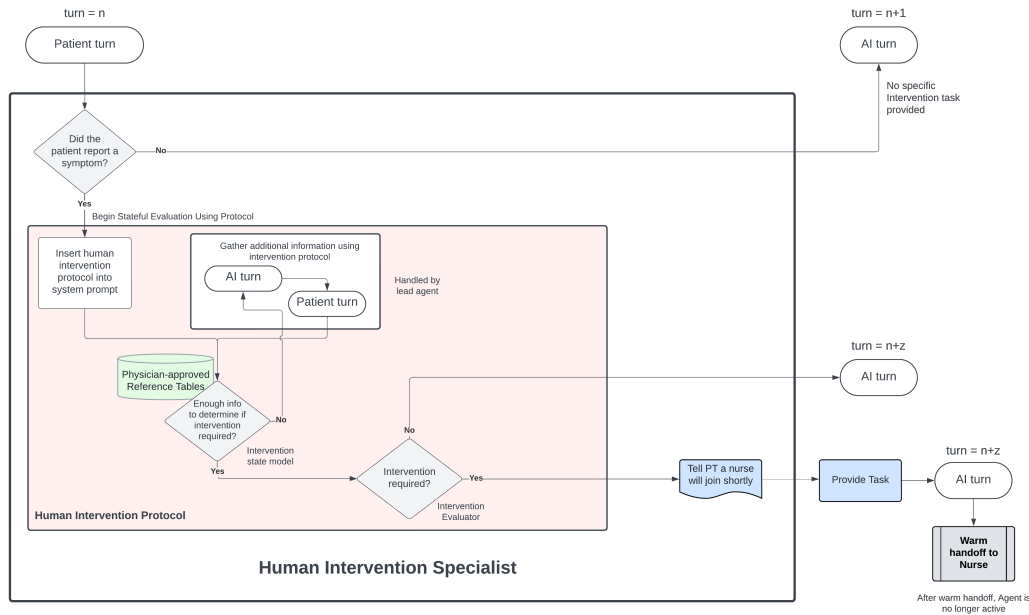 turn = n
Patient turn
turn = n+1
AI turn
No specific
Intervention task
provided
Did the
patient report a
symptom?
No
Yes
Begin Stateful Evaluation Using Protocol
Insert human
intervention
protocol into
system prompt
Gather additional information using
intervention protocol
AI turn
Patient turn
Handled by
lead agent
Physician-approved
Reference Tables
Enough info
to determine if
intervention
required?
No
Intervention
state model
Yes
turn = n+z
AI turn
No
Intervention
required?
Yes
Intervention
Evaluator
Human Intervention Protocol
Tell PT a nurse
will join shortly
Provide Task
turn = n+z
AI turn
Warm
handoff to
Nurse
After warm handoff, Agent is
no longer active
Human Intervention Specialist